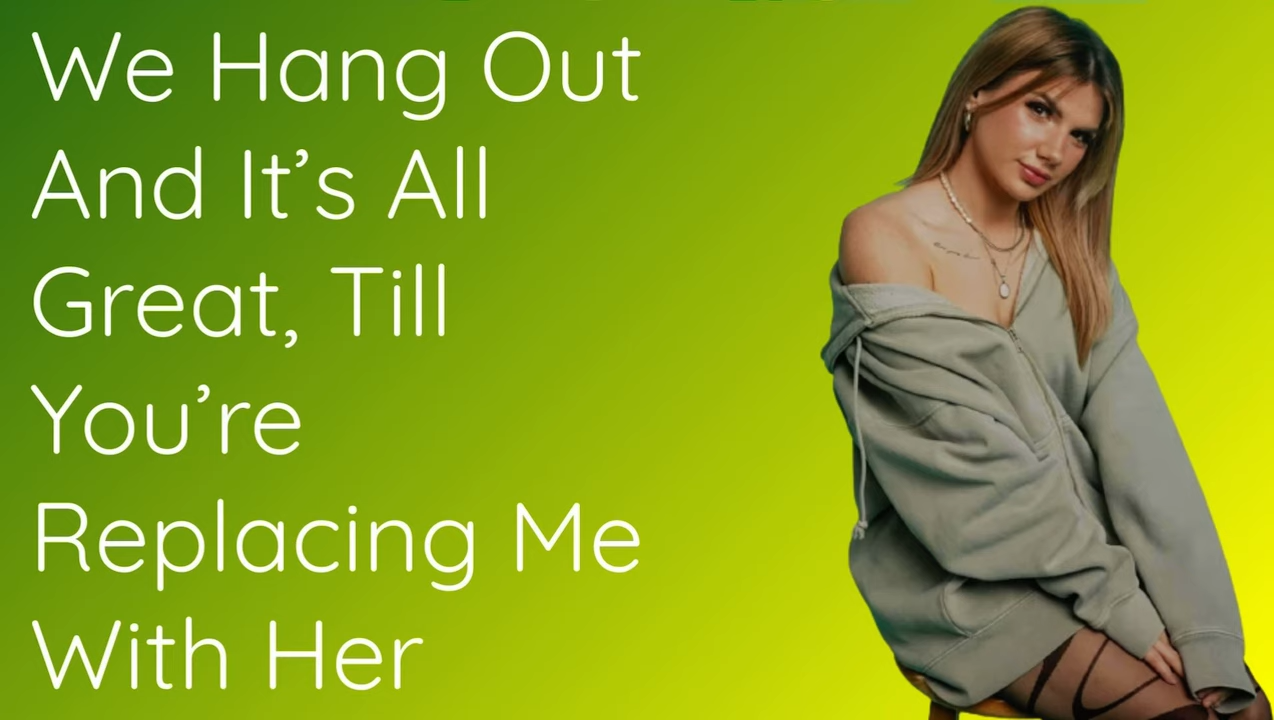 We Hang Out
And It’s All
Great, Till
You’re
Replacing Me
With Her